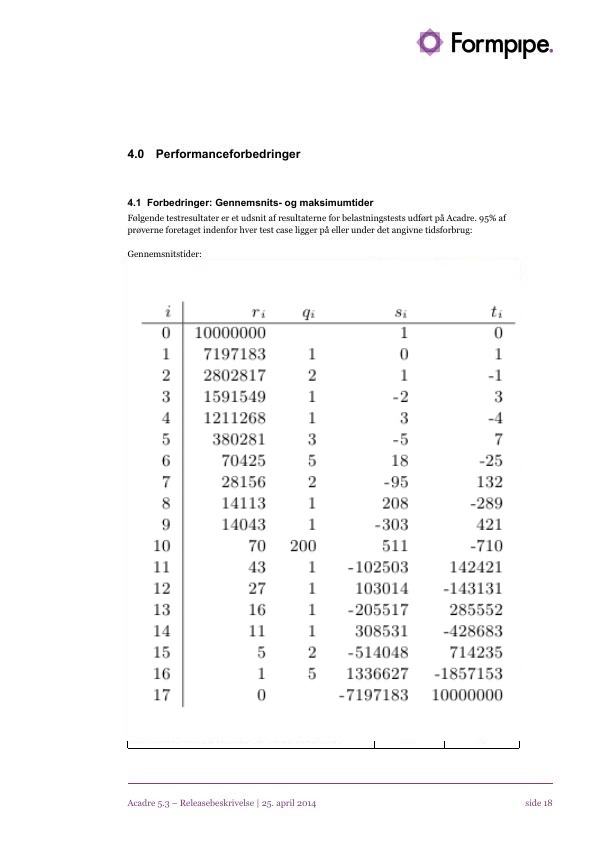 Formpipe.
4.0 Performanceforbedringer
4.1 Forbedringer: Gennemsnits- og maksimumtider
Følgende testresultater er et udsnit af resultaterne for belastningstests udført på Acadre. 95% af
prøverne foretaget indenfor hver test case ligger på eller under det angivne tidsforbrug:
Gennemsnitstider:
i r_i q_i s_i t_i
0 10000000 1 0
1 7197183 1 0 1
2 2802817 2 1 -1
3 1591549 1 -2 3
4 1211268 1 3 -4
5 380281 3 -5 7
6 70425 5 18 -25
7 28156 2 -95 132
8 14113 1 208 -289
9 14043 1 -303 421
10 70 200 511 -710
11 43 1 -102503 142421
12 27 1 103014 -143131
13 16 1 -205517 285552
14 11 1 308531 -428683
15 5 2 -514048 714235
16 1 5 1336627 -1857153
17 0 -7197183 10000000
Acadre 5.3 – Releasebeskrivelse | 25. april 2014 side 18